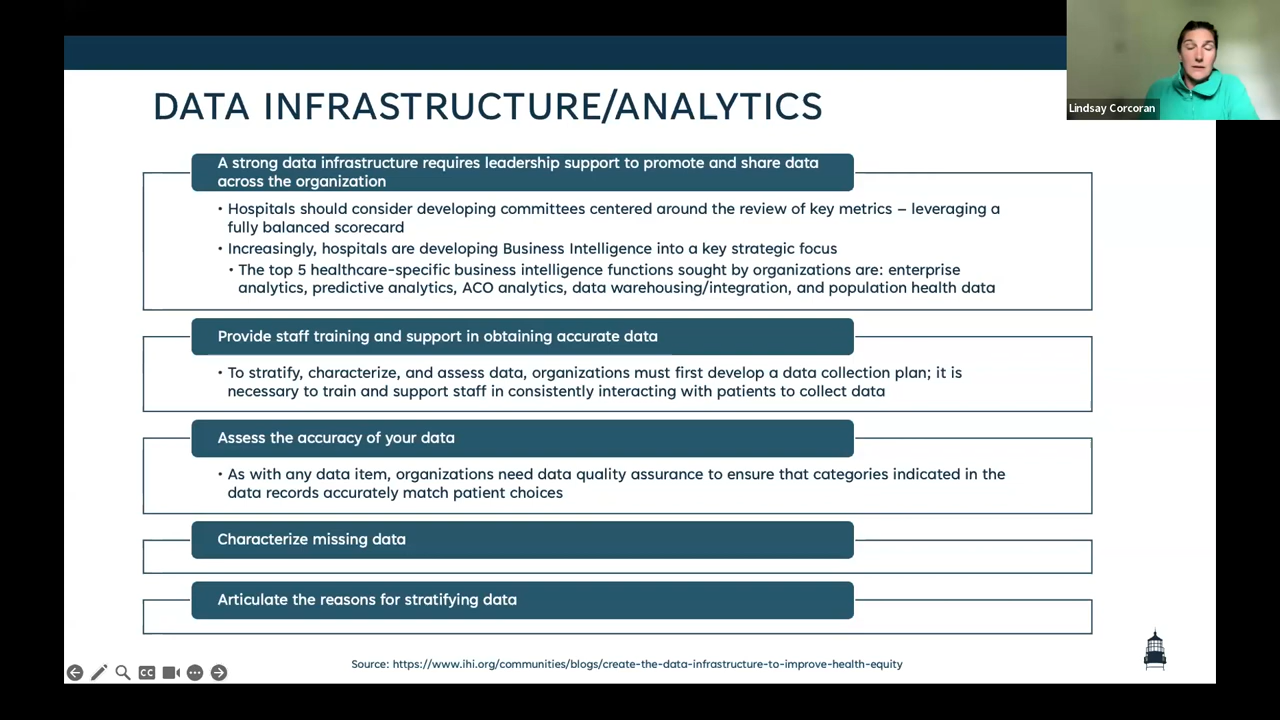 DATA INFRASTRUCTURE/ANALYTICS
Lindsay Corcoran
A strong data infrastructure requires leadership support to promote and share data
across the organization
• Hospitals should consider developing committees centered around the review of key metrics – leveraging a
fully balanced scorecard
• Increasingly, hospitals are developing Business Intelligence into a key strategic focus
• The top 5 healthcare-specific business intelligence functions sought by organizations are: enterprise
analytics, predictive analytics, ACO analytics, data warehousing/integration, and population health data
Provide staff training and support in obtaining accurate data
• To stratify, characterize, and assess data, organizations must first develop a data collection plan; it is
necessary to train and support staff in consistently interacting with patients to collect data
Assess the accuracy of your data
• As with any data item, organizations need data quality assurance to ensure that categories indicated in the
data records accurately match patient choices
Characterize missing data
Articulate the reasons for stratifying data
Source: https://www.ihi.org/communities/blogs/create-the-data-infrastructure-to-improve-health-equity
CC